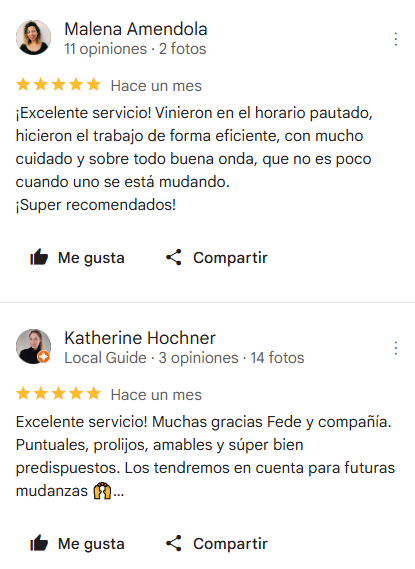 Malena Amendola
11 opiniones · 2 fotos
Hace un mes
¡Excelente servicio! Vinieron en el horario pautado,
hicieron el trabajo de forma eficiente, con mucho
cuidado y sobre todo buena onda, que no es poco
cuando uno se está mudando.
¡Super recomendados!
Me gusta
Compartir
Katherine Hochner
Local Guide · 3 opiniones · 14 fotos
Hace un mes
Excelente servicio! Muchas gracias Fede y compañía.
Puntuales, prolijos, amables y súper bien
predispuestos. Los tendremos en cuenta para futuras
mudanzas 🙌...
Me gusta
Compartir